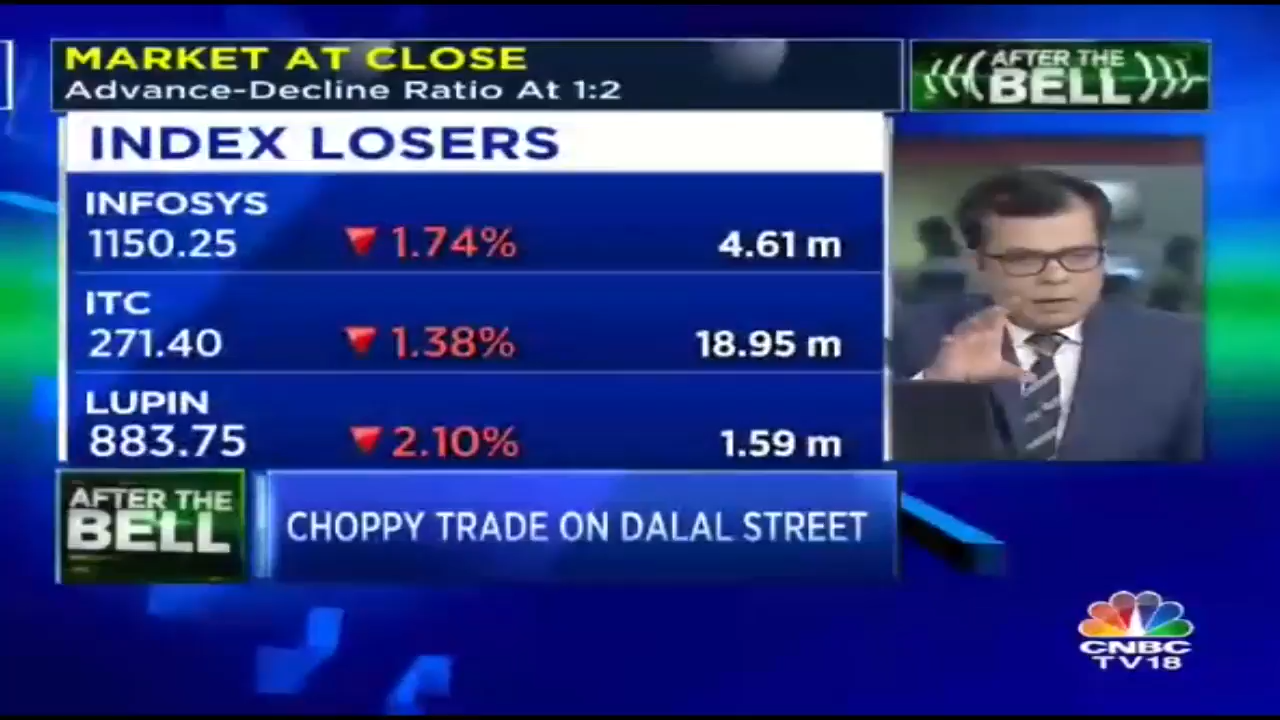 MARKET AT CLOSE
Advance-Decline Ratio At 1:2
AFTER THE
BELL
INDEX LOSERS
INFOSYS
1150.25 ▼ 1.74% 4.61 m
ITC
271.40 ▼ 1.38% 18.95 m
LUPIN
883.75 ▼ 2.10% 1.59 m
AFTER THE
BELL
CHOPPY TRADE ON DALAL STREET
CNBC
TV18